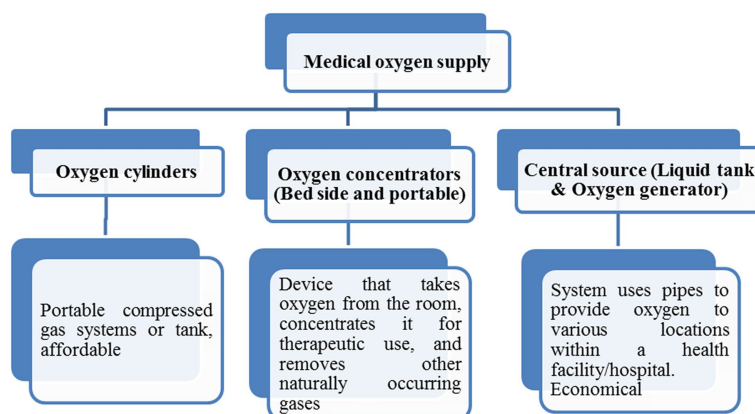 Medical oxygen supply
Oxygen cylinders
Oxygen concentrators
(Bed side and portable)
Central source (Liquid tank
& Oxygen generator)
Portable compressed
gas systems or tank,
affordable
Device that takes
oxygen from the room,
concentrates it for
therapeutic use, and
removes other
naturally occurring
gases
System uses pipes to
provide oxygen to
various locations
within a health
facility/hospital.
Economical